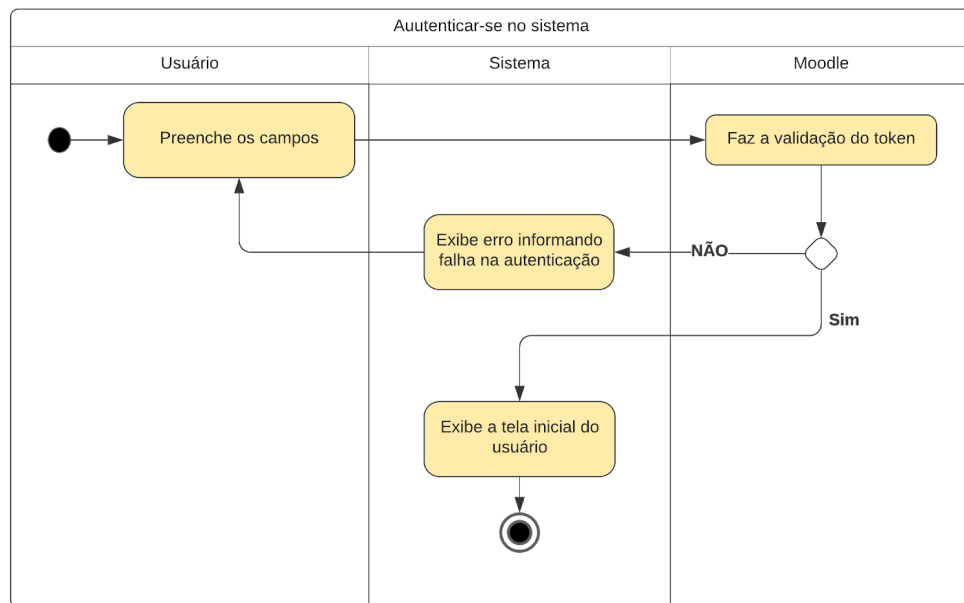 Auutenticar-se no sistema
Usuário
Sistema
Moodle
Preenche os campos
Faz a validação do token
Exibe erro informando
falha na autenticação
NÃO
Sim
Exibe a tela inicial do
usuário